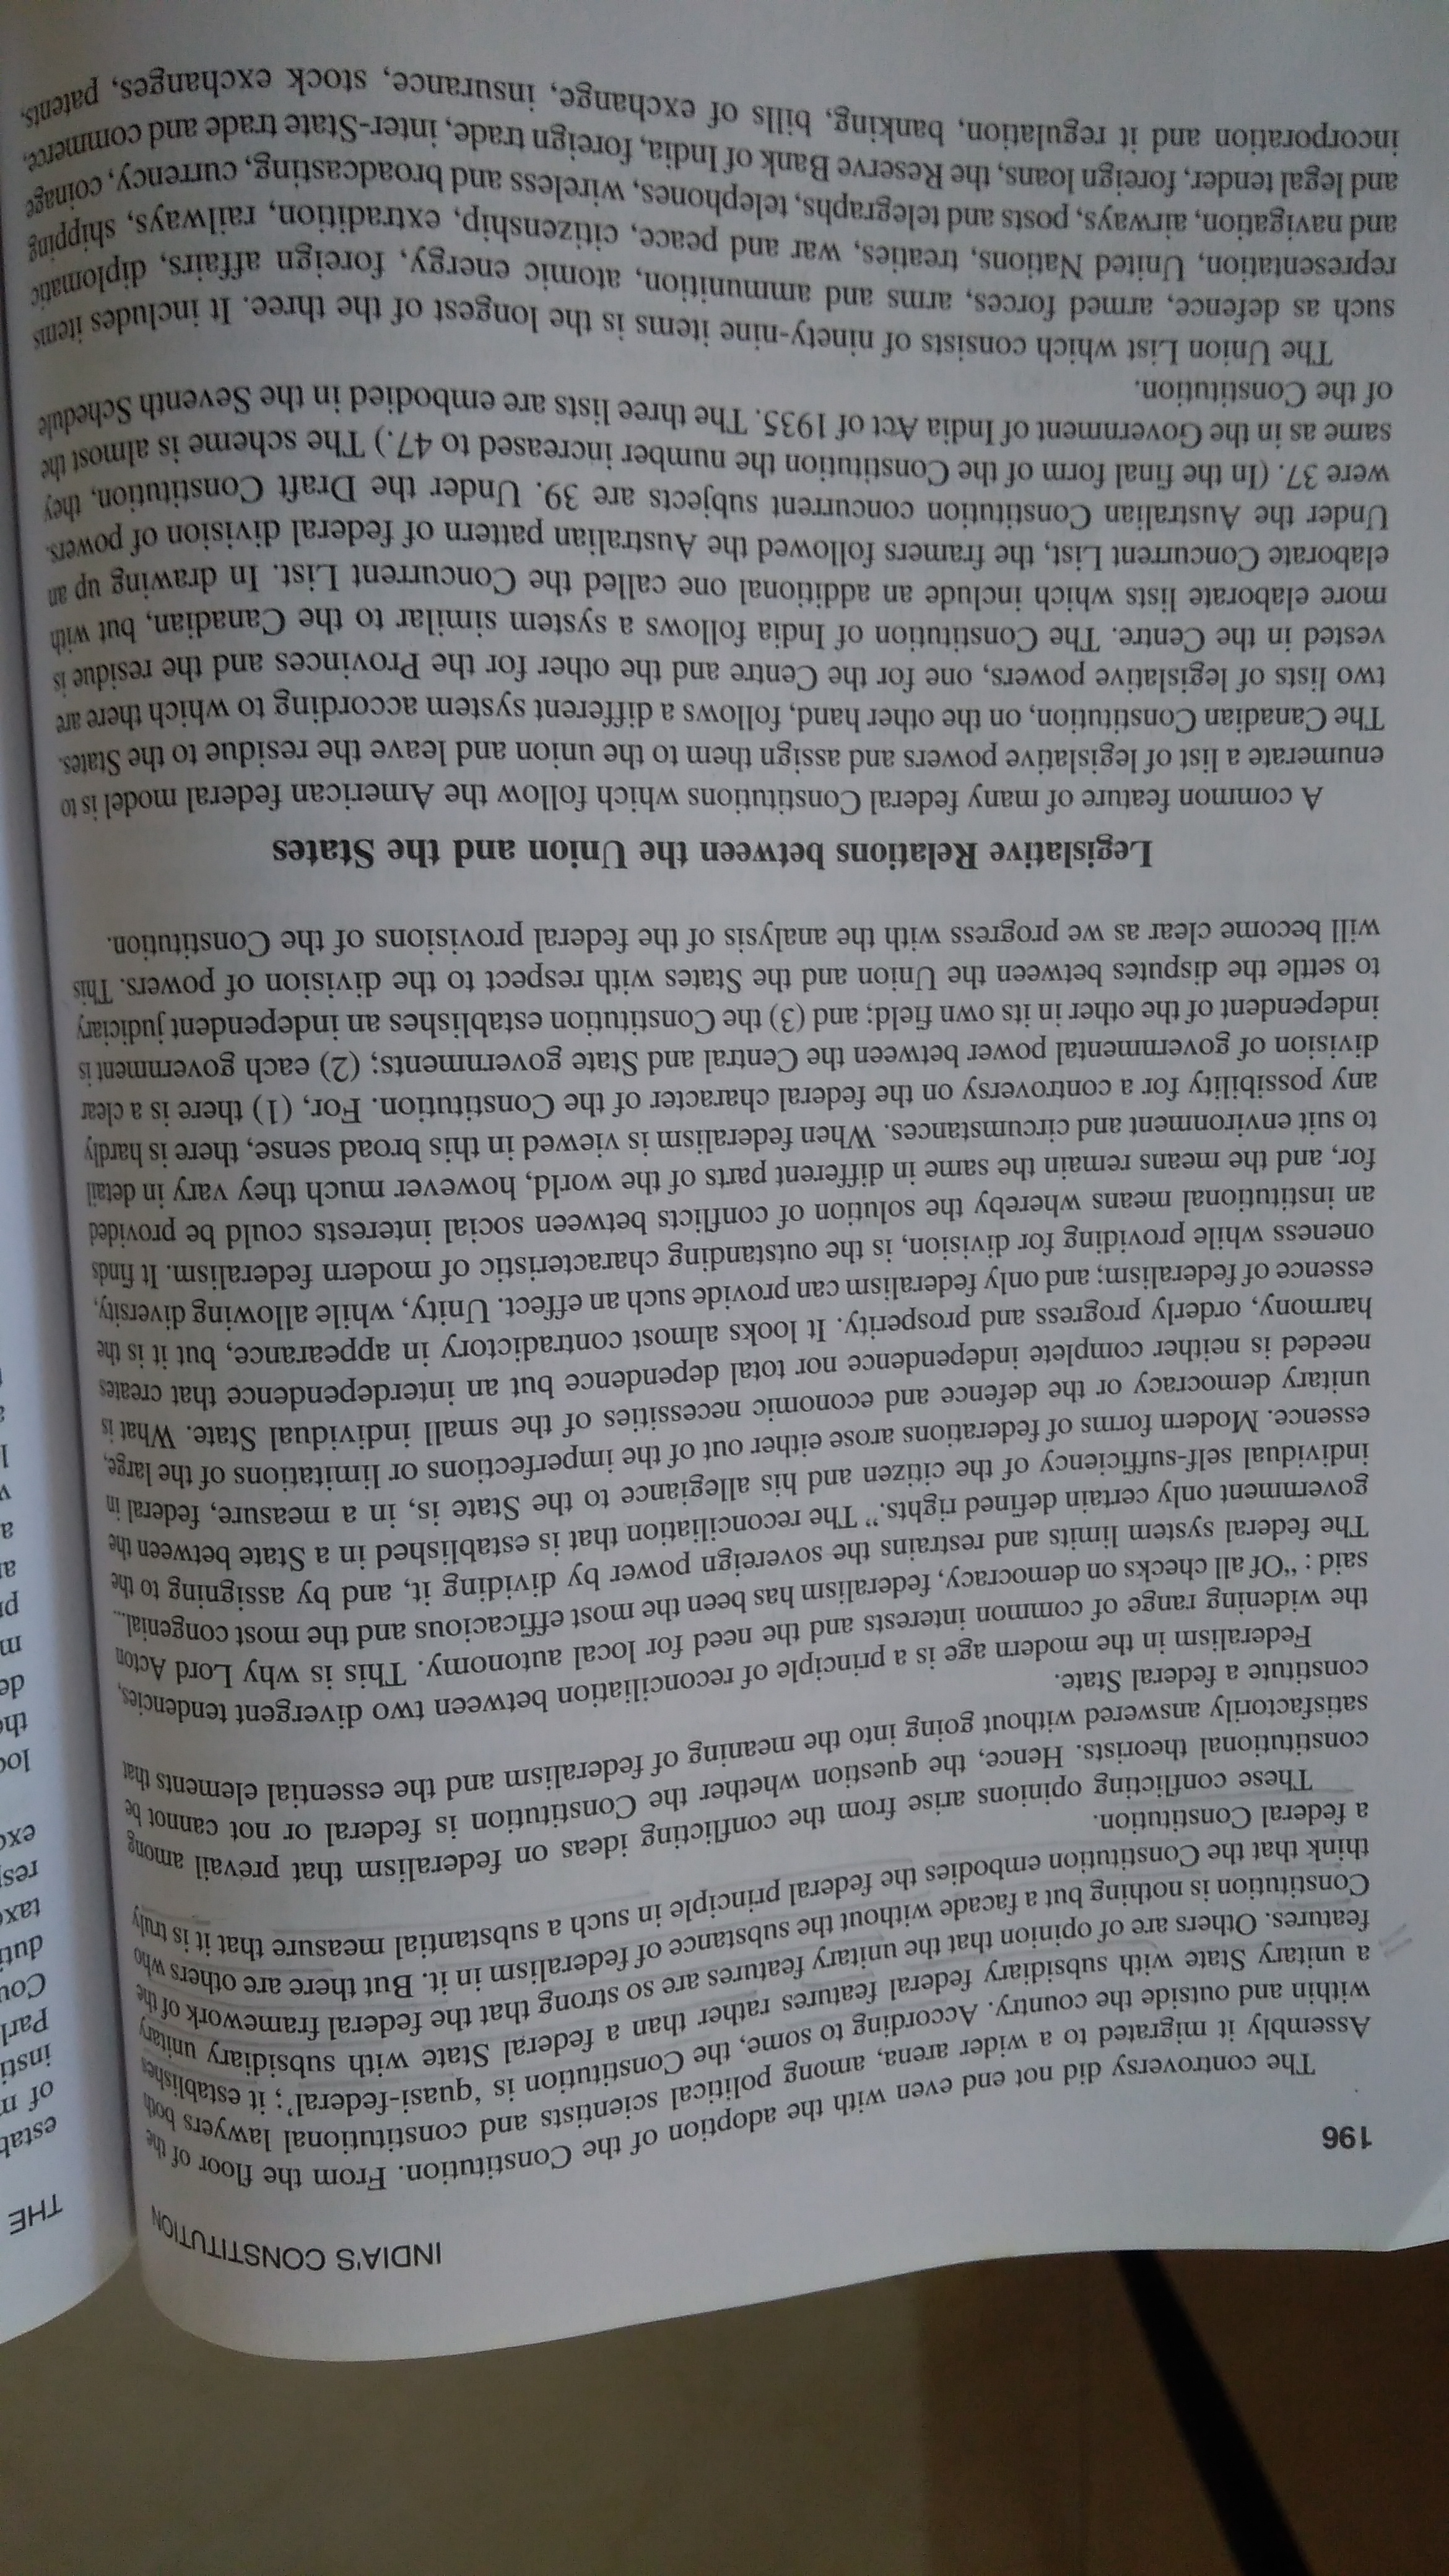 196
INDIA'S CONSTITUTION
The controversy did not end even with the adoption of the Constitution. From the floor of the
Assembly it migrated to a wider arena, among political scientists and constitutional lawyers both
within and outside the country. According to some, the Constitution is 'quasi-federal'; it establishes
a unitary State with subsidiary federal features rather than a federal State with subsidiary unitary
features. Others are of opinion that the unitary features are so strong that the federal framework of the
Constitution is nothing but a facade without the substance of federalism in it. But there are others who
think that the Constitution embodies the federal principle in such a substantial measure that it is truly
a federal Constitution.
These conflicting opinions arise from the conflicting ideas on federalism that prevail among
constitutional theorists. Hence, the question whether the Constitution is federal or not cannot be
satisfactorily answered without going into the meaning of federalism and the essential elements that
constitute a federal State.
Federalism in the modern age is a principle of reconciliation between two divergent tendencies,
the widening range of common interests and the need for local autonomy. This is why Lord Acton
said : "Of all checks on democracy, federalism has been the most efficacious and the most congenial...
The federal system limits and restrains the sovereign power by dividing it, and by assigning to the
government only certain defined rights." The reconciliation that is established in a State between the
individual self-sufficiency of the citizen and his allegiance to the State is, in a measure, federal in
essence. Modern forms of federations arose either out of the imperfections or limitations of the large,
unitary democracy or the defence and economic necessities of the small individual State. What is
needed is neither complete independence nor total dependence but an interdependence that creates
harmony, orderly progress and prosperity. It looks almost contradictory in appearance, but it is the
essence of federalism; and only federalism can provide such an effect. Unity, while allowing diversity,
oneness while providing for division, is the outstanding characteristic of modern federalism. It finds
an institutional means whereby the solution of conflicts between social interests could be provided
for, and the means remain the same in different parts of the world, however much they vary in detail
to suit environment and circumstances. When federalism is viewed in this broad sense, there is hardly
any possibility for a controversy on the federal character of the Constitution. For, (1) there is a clear
division of governmental power between the Central and State governments; (2) each government is
independent of the other in its own field; and (3) the Constitution establishes an independent judiciary
to settle the disputes between the Union and the States with respect to the division of powers. This
will become clear as we progress with the analysis of the federal provisions of the Constitution.
Legislative Relations between the Union and the States
A common feature of many federal Constitutions which follow the American federal model is to
enumerate a list of legislative powers and assign them to the union and leave the residue to the States.
The Canadian Constitution, on the other hand, follows a different system according to which there are
two lists of legislative powers, one for the Centre and the other for the Provinces and the residue is
vested in the Centre. The Constitution of India follows a system similar to the Canadian, but with
more elaborate lists which include an additional one called the Concurrent List. In drawing up an
elaborate Concurrent List, the framers followed the Australian pattern of federal division of powers.
Under the Australian Constitution concurrent subjects are 39. Under the Draft Constitution, they
were 37. (In the final form of the Constitution the number increased to 47.) The scheme is almost the
same as in the Government of India Act of 1935. The three lists are embodied in the Seventh Schedule
of the Constitution.
The Union List which consists of ninety-nine items is the longest of the three. It includes items
such as defence, armed forces, arms and ammunition, atomic energy, foreign affairs, diplomatic
representation, United Nations, treaties, war and peace, citizenship, extradition, railways, shipping
and navigation, airways, posts and telegraphs, telephones, wireless and broadcasting, currency, coinage
and legal tender, foreign loans, the Reserve Bank of India, foreign trade, inter-State trade and commerce,
incorporation and it regulation, banking, bills of exchange, insurance, stock exchanges, patents,
THE
estab
of n
insti
Parl
Cou
duti
taxe
resp
exc
loc
the
de
m
pr
ar
a